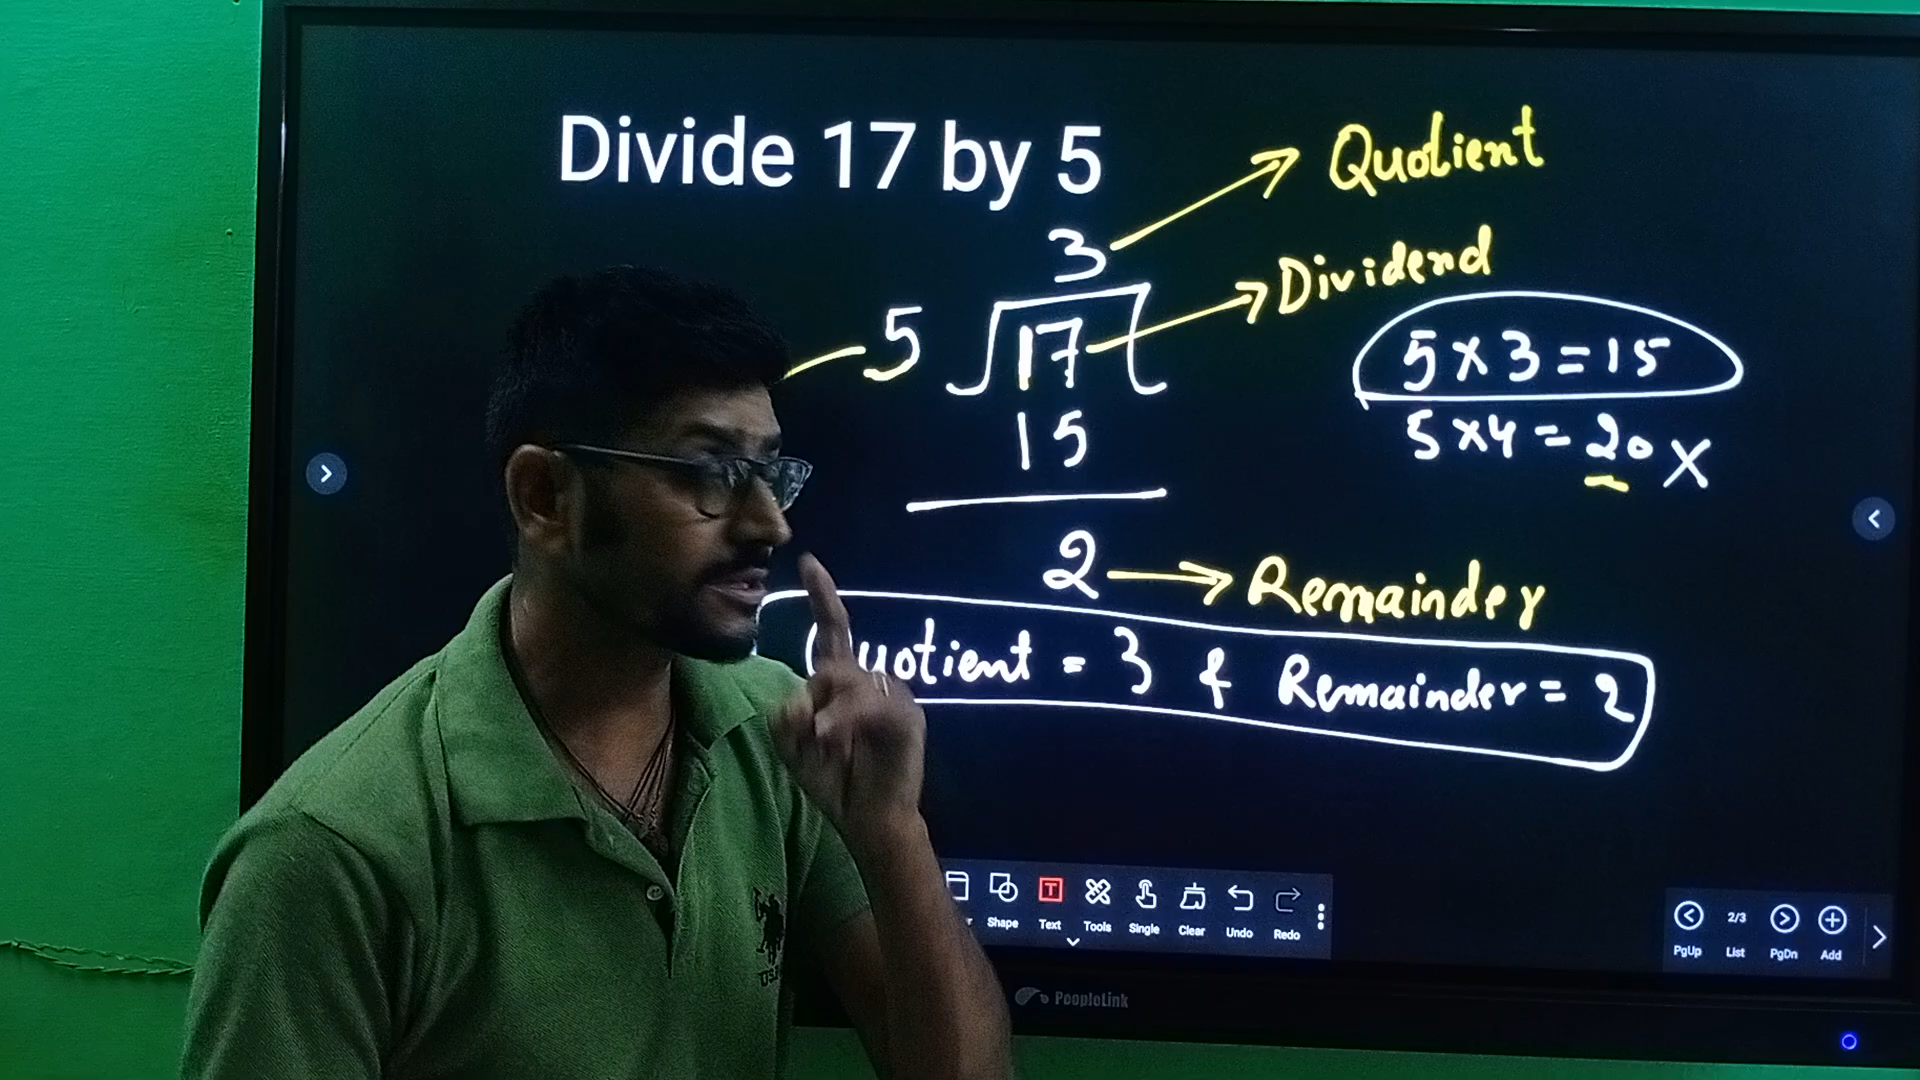 Divide 17 by 5
Quotient
3
Dividend
5 17
5 x 3 = 15
15
5 x 4 = 20 x
2
Remainder
Quotient = 3 & Remainder = 2
Shape Text Tools Single Clear Undo Redo
2/3
PgUp List PgDn Add
PeopleLink